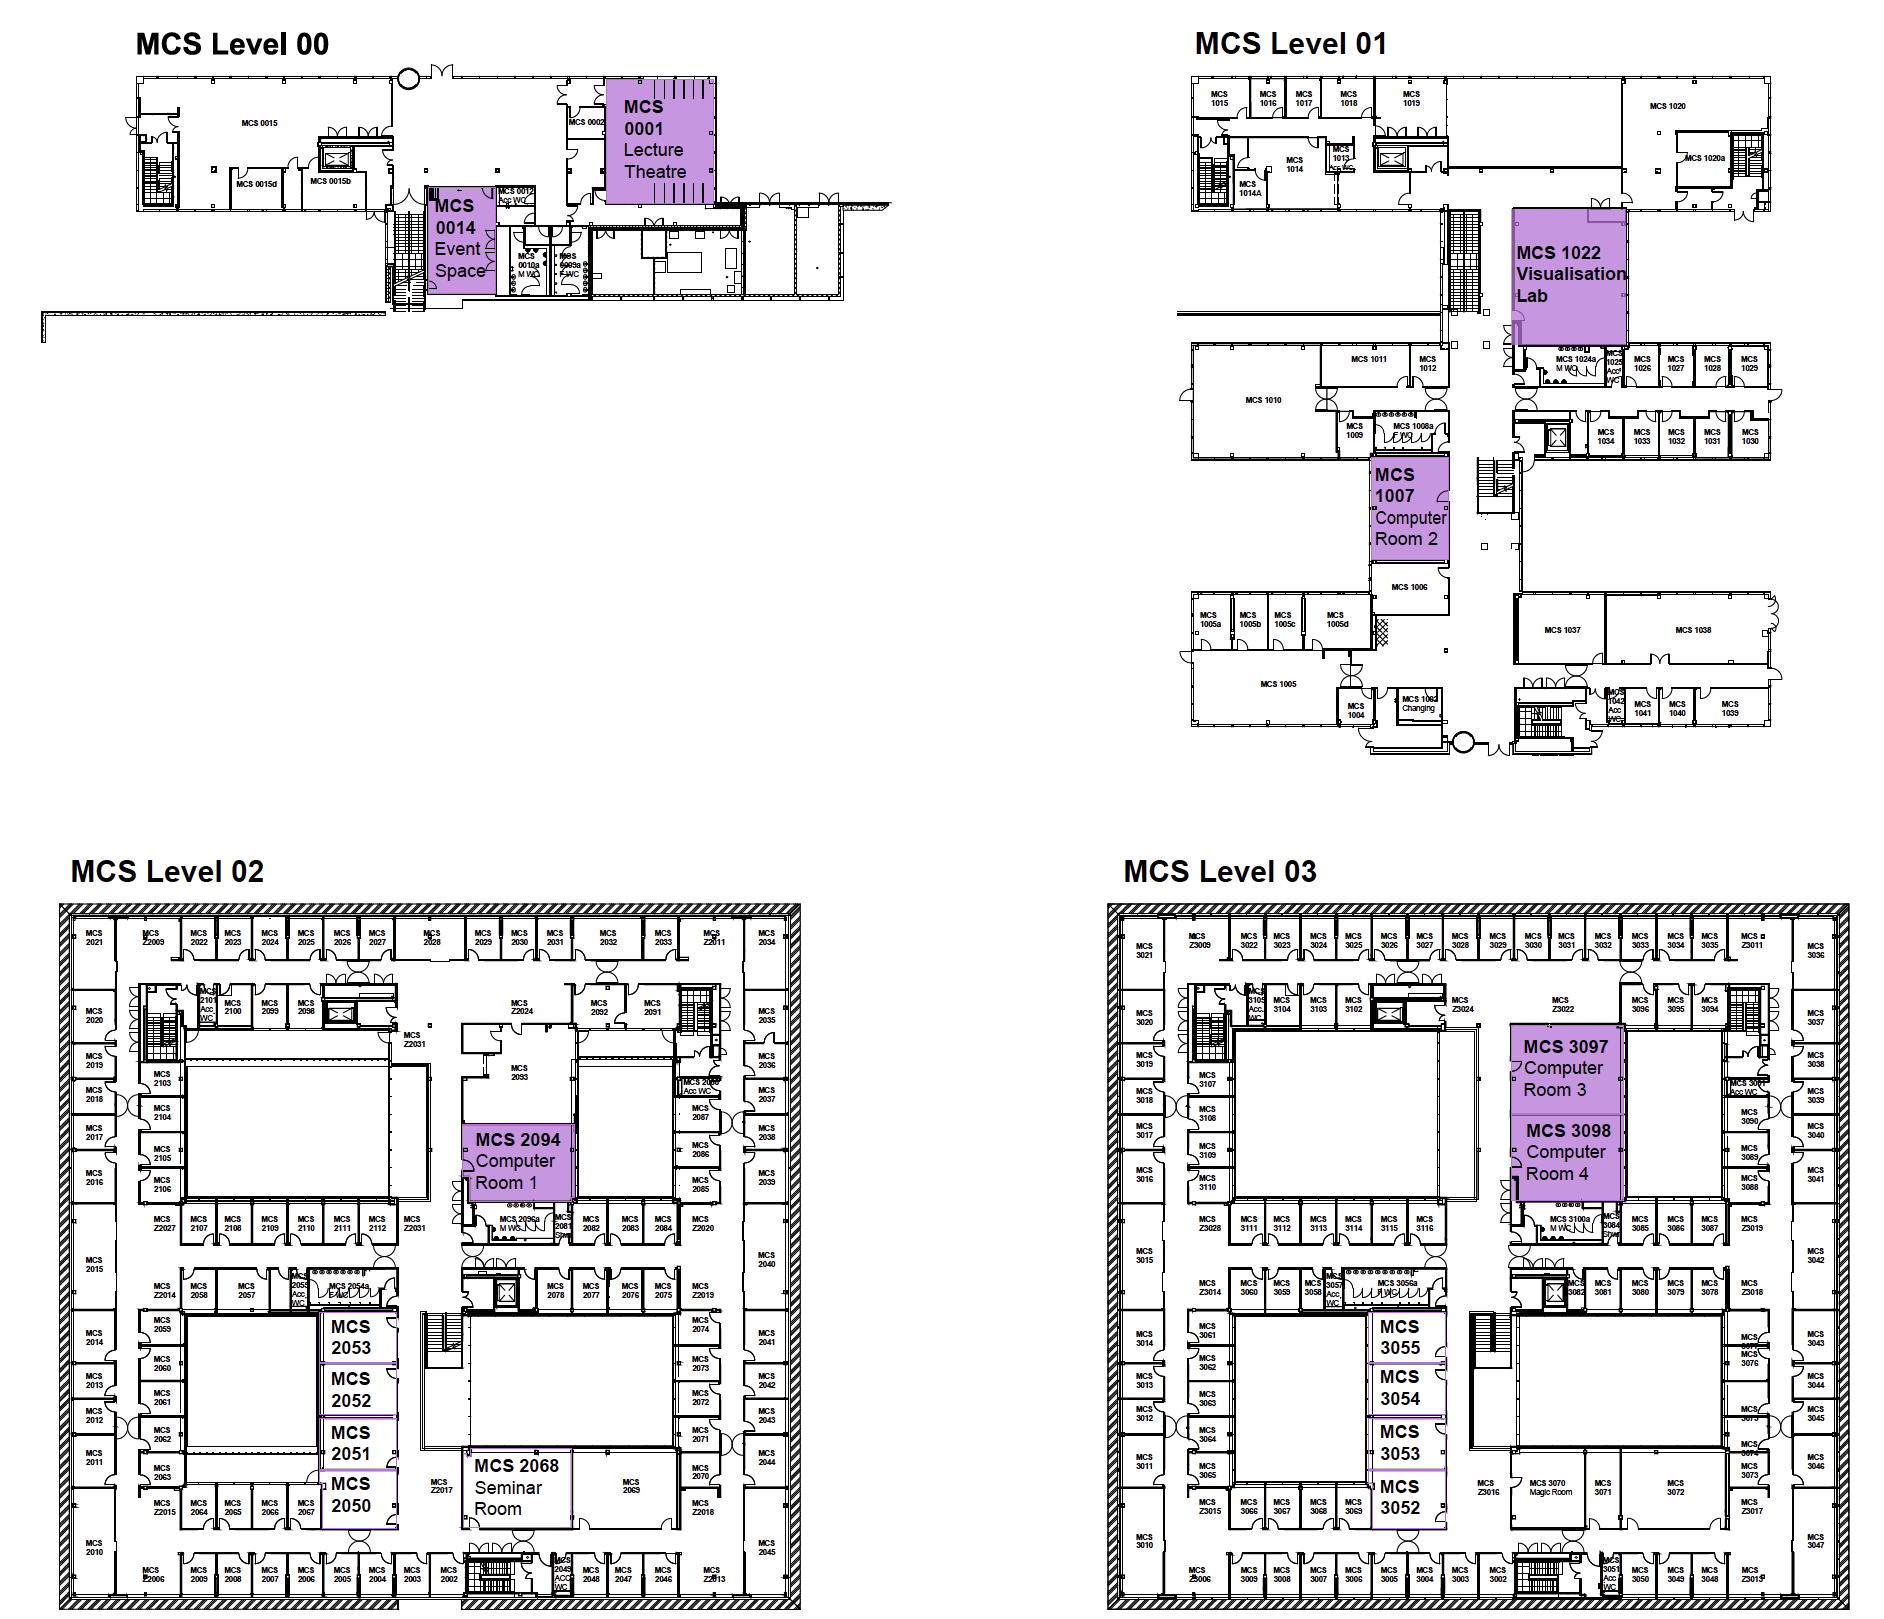 MCS Level 00
MCS 0015
MCS 0015d
MCS 0015b
MCS 0002
MCS
0001
Lecture
Theatre
MCS
0014
Event
Space
MCS 0012
Acc WC
MCS
0010a
M WC
MCS
0009a
F WC
MCS Level 01
MCS
1015
MCS
1016
MCS
1017
MCS
1018
MCS
1019
MCS 1020
MCS 1020a
MCS
1014
MCS
1013
Acc WC
MCS
1014A
MCS 1022
Visualisation
Lab
MCS 1011
MCS
1012
MCS 1024a
M WC
MCS
1025
Acc
WC
MCS
1026
MCS
1027
MCS
1028
MCS
1029
MCS 1010
MCS
1009
MCS 1008a
F WC
MCS
1034
MCS
1033
MCS
1032
MCS
1031
MCS
1030
MCS
1007
Computer
Room 2
MCS 1006
MCS
1005a
MCS
1005b
MCS
1005c
MCS
1005d
MCS 1037
MCS 1038
MCS 1005
MCS
1004
MCS 1002
Changing
MCS
1042
Acc
WC
MCS
1041
MCS
1040
MCS
1039
MCS Level 02
MCS
2021
MCS
Z2009
MCS
2022
MCS
2023
MCS
2024
MCS
2025
MCS
2026
MCS
2027
MCS
2028
MCS
2029
MCS
2030
MCS
2031
MCS
2032
MCS
2033
MCS
Z2011
MCS
2034
MCS
2020
MCS
2101
Acc
WC
MCS
2100
MCS
2099
MCS
2098
MCS
Z2031
MCS
Z2024
MCS
2092
MCS
2091
MCS
2035
MCS
2019
MCS
2093
MCS
2036
MCS
2018
MCS
2103
Acc WC
MCS
2037
MCS
2017
MCS
2104
MCS
2087
MCS
2038
MCS
2105
MCS 2094
Computer
Room 1
MCS
2086
MCS
2016
MCS
2106
MCS
2085
MCS
2039
MCS
Z2027
MCS
2107
MCS
2108
MCS
2109
MCS
2110
MCS
2111
MCS
2112
MCS
Z2031
MCS 2096a
M WC
MCS
2081
MCS
2082
MCS
2083
MCS
2084
MCS
Z2020
MCS
2015
MCS
2040
MCS
Z2014
MCS
2058
MCS
2057
MCS
2055
Acc
WC
MCS 2054a
F WC
MCS
2078
MCS
2077
MCS
2076
MCS
2075
MCS
Z2019
MCS
2014
MCS
2059
MCS
2053
MCS
2074
MCS
2041
MCS
2013
MCS
2060
MCS
2052
MCS
2073
MCS
2042
MCS
2012
MCS
2061
MCS
2072
MCS
2043
MCS
2062
MCS
2051
MCS
2071
MCS
2011
MCS
2063
MCS
2050
MCS
Z2017
MCS 2068
Seminar
Room
MCS
2069
MCS
2070
MCS
2044
MCS
Z2015
MCS
2064
MCS
2065
MCS
2066
MCS
2067
MCS
Z2018
MCS
2010
MCS
2045
MCS
Z2006
MCS
2009
MCS
2008
MCS
2007
MCS
2006
MCS
2005
MCS
2004
MCS
2003
MCS
2002
MCS
2049
ACC
WC
MCS
2048
MCS
2047
MCS
2046
MCS
Z2013
MCS Level 03
MCS
3021
MCS
Z3009
MCS
3022
MCS
3023
MCS
3024
MCS
3025
MCS
3026
MCS
3027
MCS
3028
MCS
3029
MCS
3030
MCS
3031
MCS
3032
MCS
3033
MCS
3034
MCS
3035
MCS
Z3011
MCS
3036
MCS
3020
MCS
3105
Acc.
WC
MCS
3104
MCS
3103
MCS
3102
MCS
Z3024
MCS
Z3022
MCS
3096
MCS
3095
MCS
3094
MCS
3037
MCS
3019
MCS 3097
Computer
Room 3
MCS
3038
MCS
3018
MCS
3107
Acc WC
MCS
3039
MCS
3017
MCS
3108
MCS
3090
MCS
3040
MCS
3109
MCS 3098
Computer
Room 4
MCS
3089
MCS
3016
MCS
3110
MCS
3088
MCS
3041
MCS
Z3028
MCS
3111
MCS
3112
MCS
3113
MCS
3114
MCS
3115
MCS
3116
MCS 3100a
M WC
MCS
3084
MCS
3085
MCS
3086
MCS
3087
MCS
Z3019
MCS
3015
MCS
3042
MCS
Z3014
MCS
3060
MCS
3059
MCS
3058
MCS
3057
Acc
WC
MCS 3056a
F WC
MCS
3082
MCS
3081
MCS
3080
MCS
3079
MCS
3078
MCS
Z3018
MCS
3014
MCS
3061
MCS
3055
MCS
MCS
3076
MCS
3043
MCS
3013
MCS
3062
MCS
3054
MCS
3044
MCS
3012
MCS
3063
MCS
MCS
3045
MCS
3064
MCS
3053
MCS
3011
MCS
3065
MCS
3052
MCS
Z3016
MCS 3070
Magic Room
MCS
3071
MCS
3072
MCS
3073
MCS
3046
MCS
Z3015
MCS
3066
MCS
3067
MCS
3068
MCS
3069
MCS
Z3017
MCS
3010
MCS
3047
MCS
Z3006
MCS
3009
MCS
3008
MCS
3007
MCS
3006
MCS
3005
MCS
3004
MCS
3003
MCS
3002
MCS
3051
Acc
WC
MCS
3050
MCS
3049
MCS
3048
MCS
Z3013